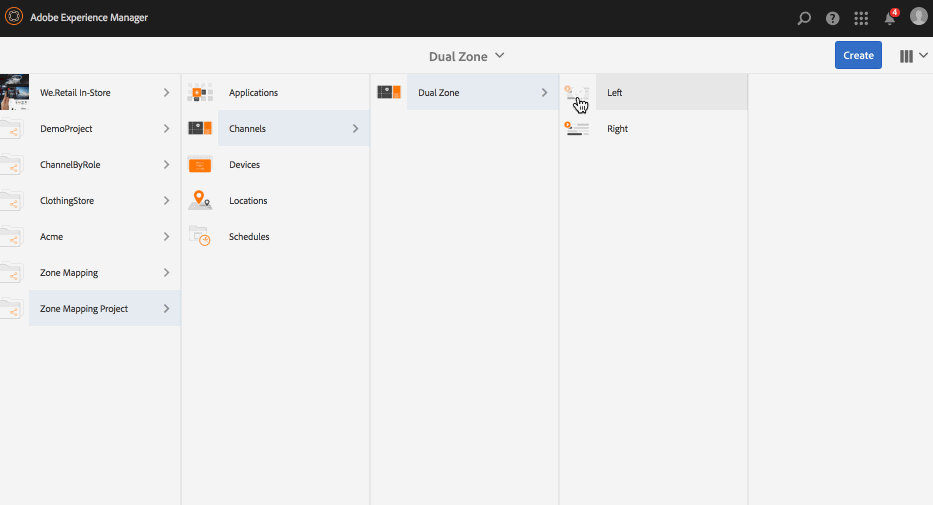 Adobe Experience Manager
4
Dual Zone
Create
We.Retail In-Store
DemoProject
ChannelByRole
ClothingStore
Acme
Zone Mapping
Zone Mapping Project
Applications
Channels
Devices
Locations
Schedules
Dual Zone
Left
Right